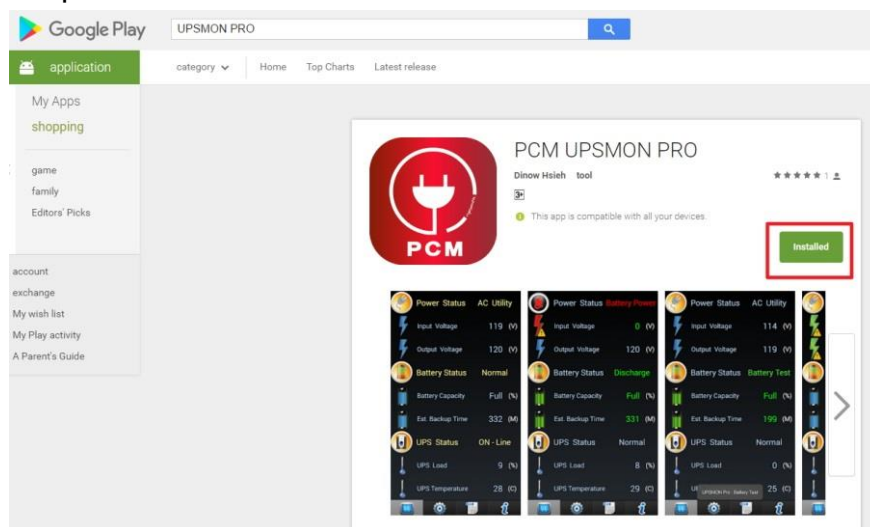 Google Play
UPSMON PRO
application
category
Home
Top Charts
Latest release
My Apps
shopping
game
family
Editors' Picks
account
exchange
My wish list
My Play activity
A Parent's Guide
PCM
PCM UPSMON PRO
Dinow Hsieh tool
1
3+
This app is compatible with all your devices.
Installed
Power Status AC Utility
Input Voltage 119 (V)
Output Voltage 120 (V)
Battery Status Normal
Battery Capacity Full (%)
Est. Backup Time 332 (M)
UPS Status ON-Line
UPS Load 9 (%)
UPS Temperature 28 (C)
Power Status Battery Power
Input Voltage 0 (V)
Output Voltage 120 (V)
Battery Status Discharge
Battery Capacity Full (%)
Est. Backup Time 331 (M)
UPS Status Normal
UPS Load 8 (%)
UPS Temperature 29 (C)
Power Status AC Utility
Input Voltage 114 (V)
Output Voltage 119 (V)
Battery Status Battery Test
Battery Capacity Full (%)
Est. Backup Time 199 (M)
UPS Status Normal
UPS Load 0 (%)
UPSMON Pro : Battery Test
25 (C)